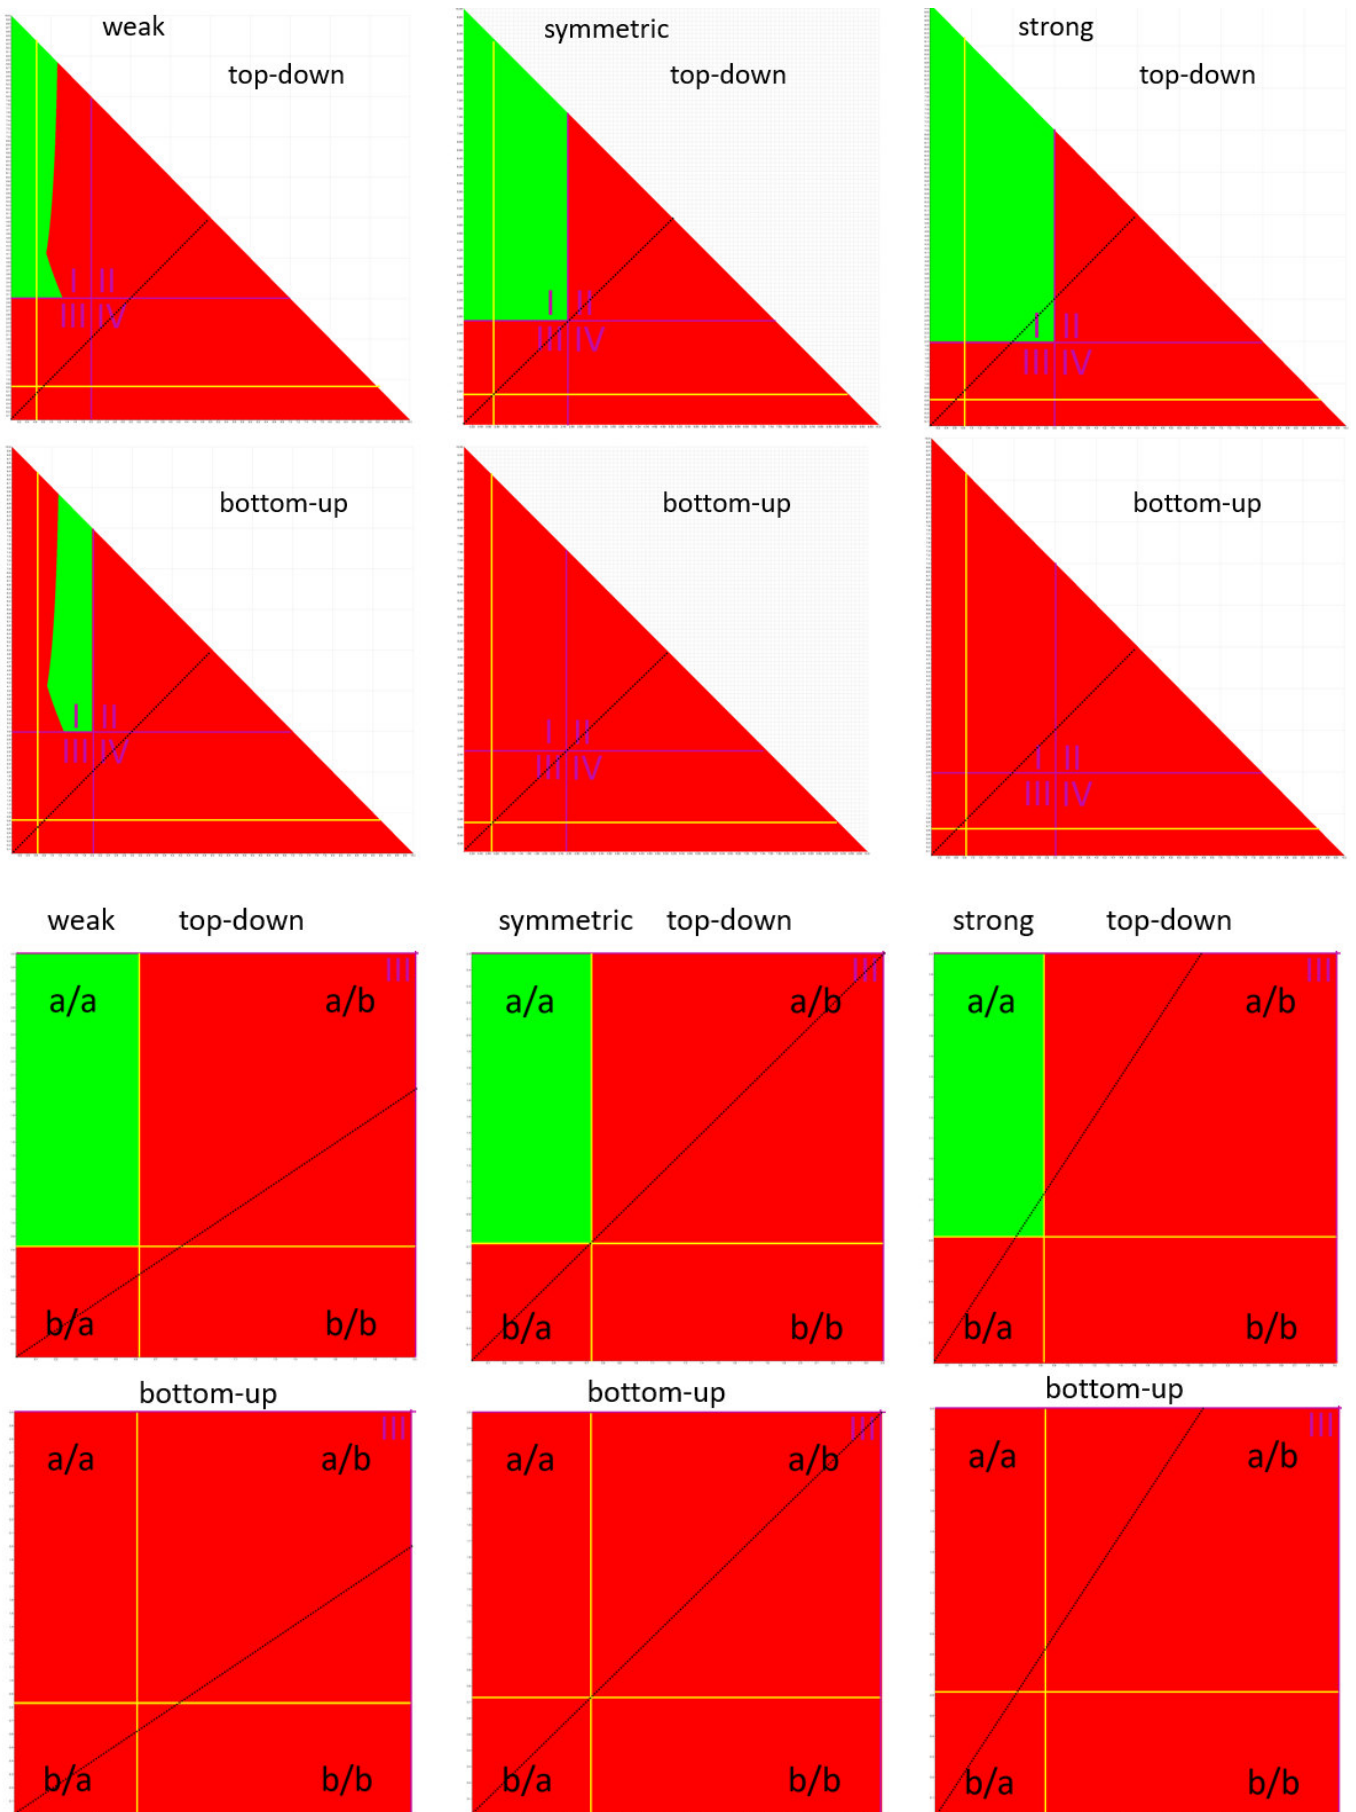 weak symmetric strong
top-down top-down top-down
I II I II I II
III IV III IV III IV
bottom-up bottom-up bottom-up
I II I II I II
III IV III IV III IV
weak top-down symmetric top-down strong top-down
III III III
a/a a/b a/a a/b a/a a/b
b/a b/b b/a b/b b/a b/b
bottom-up bottom-up bottom-up
III III III
a/a a/b a/a a/b a/a a/b
b/a b/b b/a b/b b/a b/b